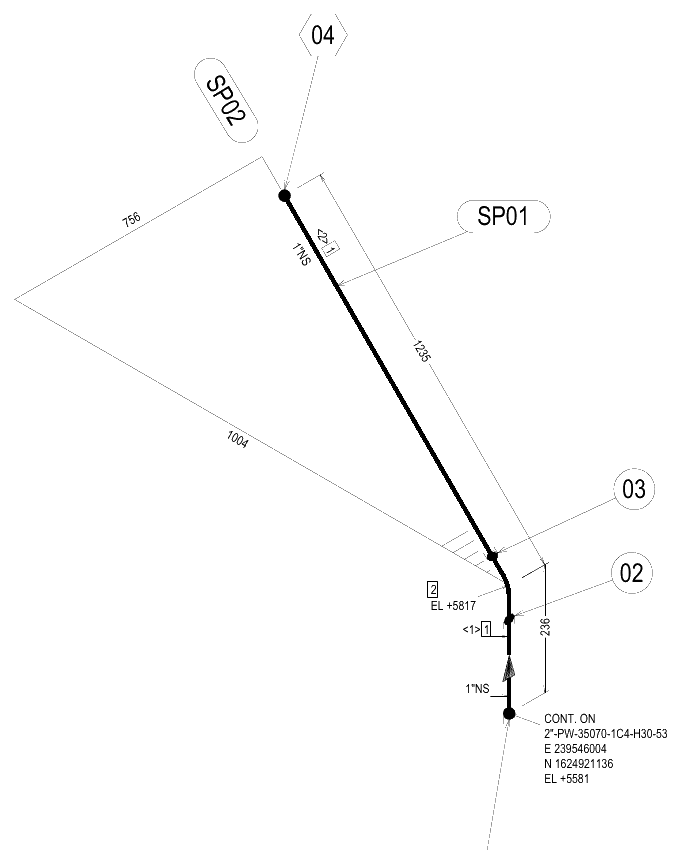 04
SP02
756
SP01
<2> 1
1"NS
1235
1004
03
02
2
EL +5817
<1> 1
236
1"NS
CONT. ON
2"-PW-35070-1C4-H30-53
E 239546004
N 1624921136
EL +5581